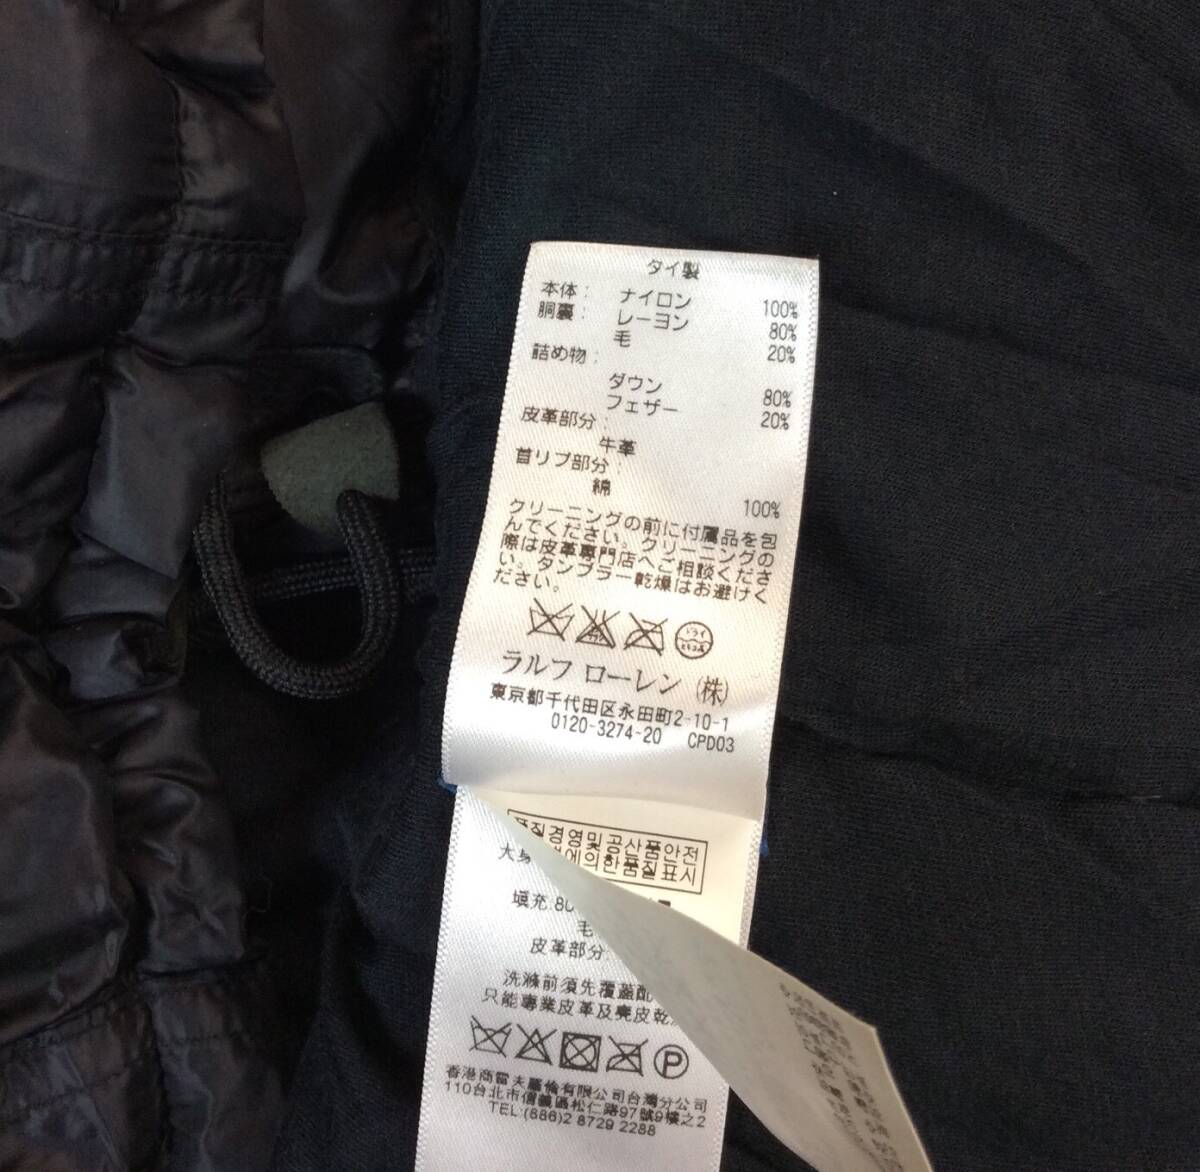 タイ製
本体: ナイロン 100%
胴裏: レーヨン 80%
毛 20%
詰め物:
ダウン 80%
フェザー 20%
皮革部分:
牛革
首リブ部分:
綿 100%
クリーニングの前に付属品を包
んでください。クリーニングの
際は皮革専門店へご相談くださ
い。タンブラー乾燥はお避けく
ださい。
ドライ
ラルフ ローレン (株)
東京都千代田区永田町2-10-1
0120-3274-20 CPD03
품질경영및공산품안전
에의한품질표시
大身
填充:80
毛
皮革部分:
洗滌前須先覆蓋配
只能專業皮革及麂皮乾
P
香港商雷夫羅倫有限公司台灣分公司
110台北市信義區松仁路97號9樓之2
TEL:(886)2 8729 2288